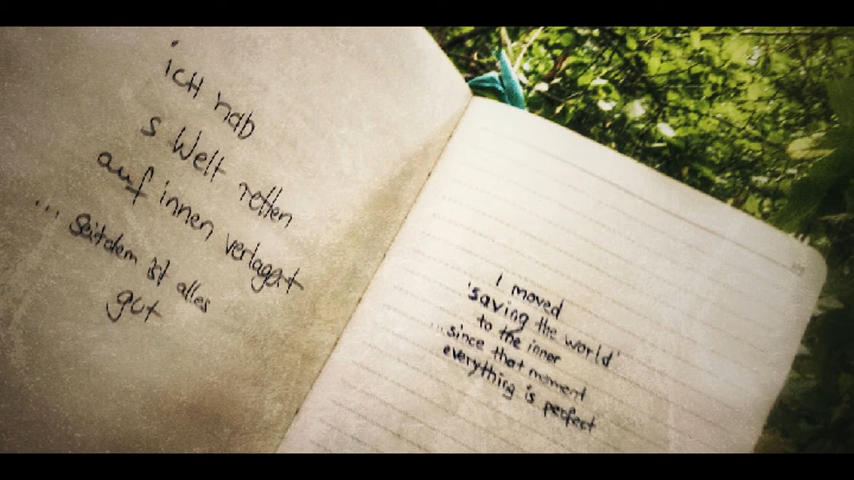 icH hab
s Welt retten
auf innen verlagert
... seitdem ist alles
gut
I moved
'saving the world'
to the inner
...since that moment
everything is perfect